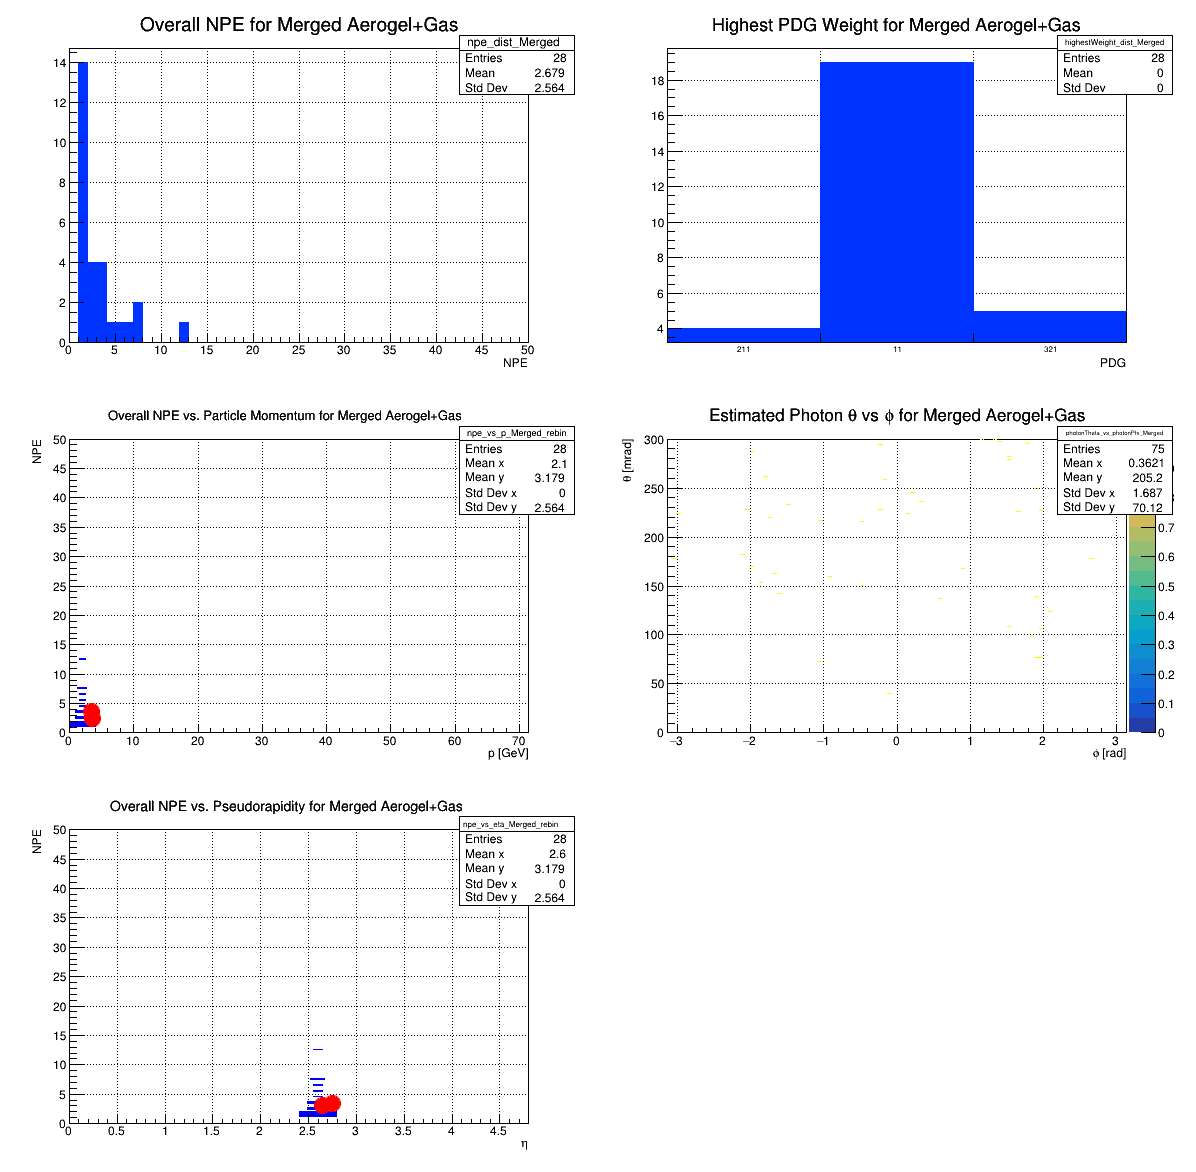 Overall NPE for Merged Aerogel+Gas
npe_dist_Merged
Entries 28
Mean 2.679
Std Dev 2.564
14
12
10
8
6
4
2
0
0 5 10 15 20 25 30 35 40 45 50
NPE
Highest PDG Weight for Merged Aerogel+Gas
highestWeight_dist_Merged
Entries 28
Mean 0
Std Dev 0
18
16
14
12
10
8
6
4
211 11 321
PDG
Overall NPE vs. Particle Momentum for Merged Aerogel+Gas
npe_vs_p_Merged_rebin
Entries 28
Mean x 2.1
Mean y 3.179
Std Dev x 0
Std Dev y 2.564
NPE
50
45
40
35
30
25
20
15
10
5
0
0 10 20 30 40 50 60 70
p [GeV]
Estimated Photon θ vs ϕ for Merged Aerogel+Gas
photonTheta_vs_photonPhi_Merged
Entries 75
Mean x 0.3621
Mean y 205.2
Std Dev x 1.687
Std Dev y 70.12
θ [mrad]
300
250
200
150
100
50
0
−3 −2 −1 0 1 2 3
ϕ [rad]
0.7
0.6
0.5
0.4
0.3
0.2
0.1
0
Overall NPE vs. Pseudorapidity for Merged Aerogel+Gas
npe_vs_eta_Merged_rebin
Entries 28
Mean x 2.6
Mean y 3.179
Std Dev x 0
Std Dev y 2.564
NPE
50
45
40
35
30
25
20
15
10
5
0
0 0.5 1 1.5 2 2.5 3 3.5 4 4.5
η